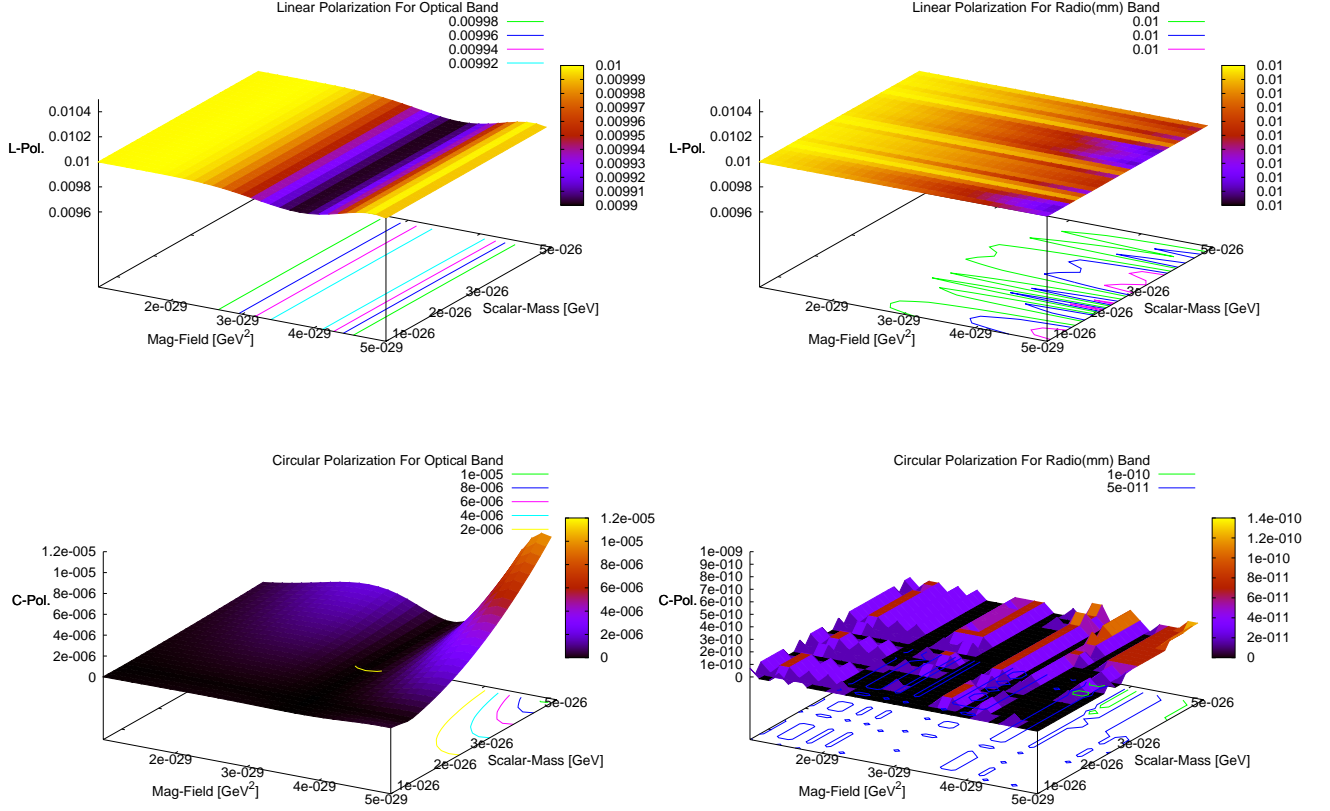 Linear Polarization For Optical Band
0.00998
0.00996
0.00994
0.00992
0.01
0.00999
0.00998
0.00997
0.00996
0.00995
0.00994
0.00993
0.00992
0.00991
0.0099
0.0104
0.0102
0.01
0.0098
0.0096
L-Pol.
2e-029
3e-029
4e-029
5e-029
Mag-Field [GeV²]
1e-026
2e-026
3e-026
5e-026
Scalar-Mass [GeV]
Linear Polarization For Radio(mm) Band
0.01
0.01
0.01
0.01
0.01
0.01
0.01
0.01
0.01
0.01
0.01
0.01
0.01
0.01
0.0104
0.0102
0.01
0.0098
0.0096
L-Pol.
2e-029
3e-029
4e-029
5e-029
Mag-Field [GeV²]
1e-026
2e-026
3e-026
5e-026
Scalar-Mass [GeV]
Circular Polarization For Optical Band
1e-005
8e-006
6e-006
4e-006
2e-006
1.2e-005
1e-005
8e-006
6e-006
4e-006
2e-006
0
1.2e-005
1e-005
8e-006
6e-006
4e-006
2e-006
0
C-Pol.
2e-029
3e-029
4e-029
5e-029
Mag-Field [GeV²]
1e-026
2e-026
3e-026
5e-026
Scalar-Mass [GeV]
Circular Polarization For Radio(mm) Band
1e-010
5e-011
1.4e-010
1.2e-010
1e-010
8e-011
6e-011
4e-011
2e-011
0
1e-009
9e-010
8e-010
7e-010
6e-010
5e-010
4e-010
3e-010
2e-010
1e-010
0
C-Pol.
2e-029
3e-029
4e-029
5e-029
Mag-Field [GeV²]
1e-026
2e-026
3e-026
5e-026
Scalar-Mass [GeV]